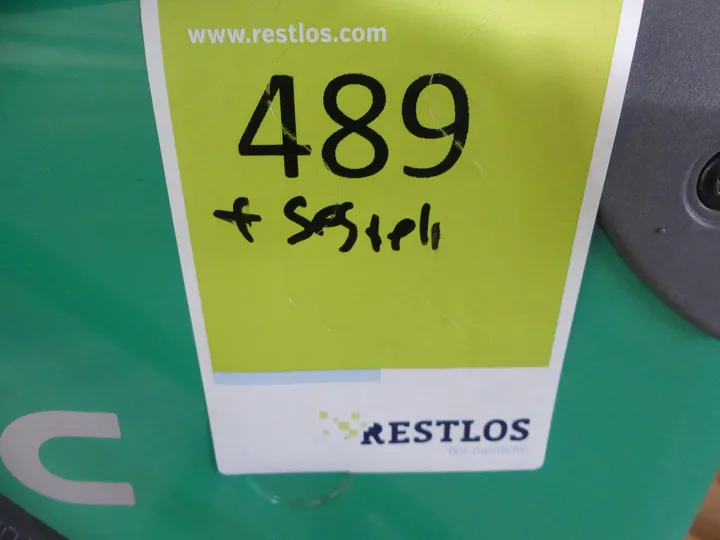 www.restlos.com
489
+
RESTLOS
Wir handeln.
C